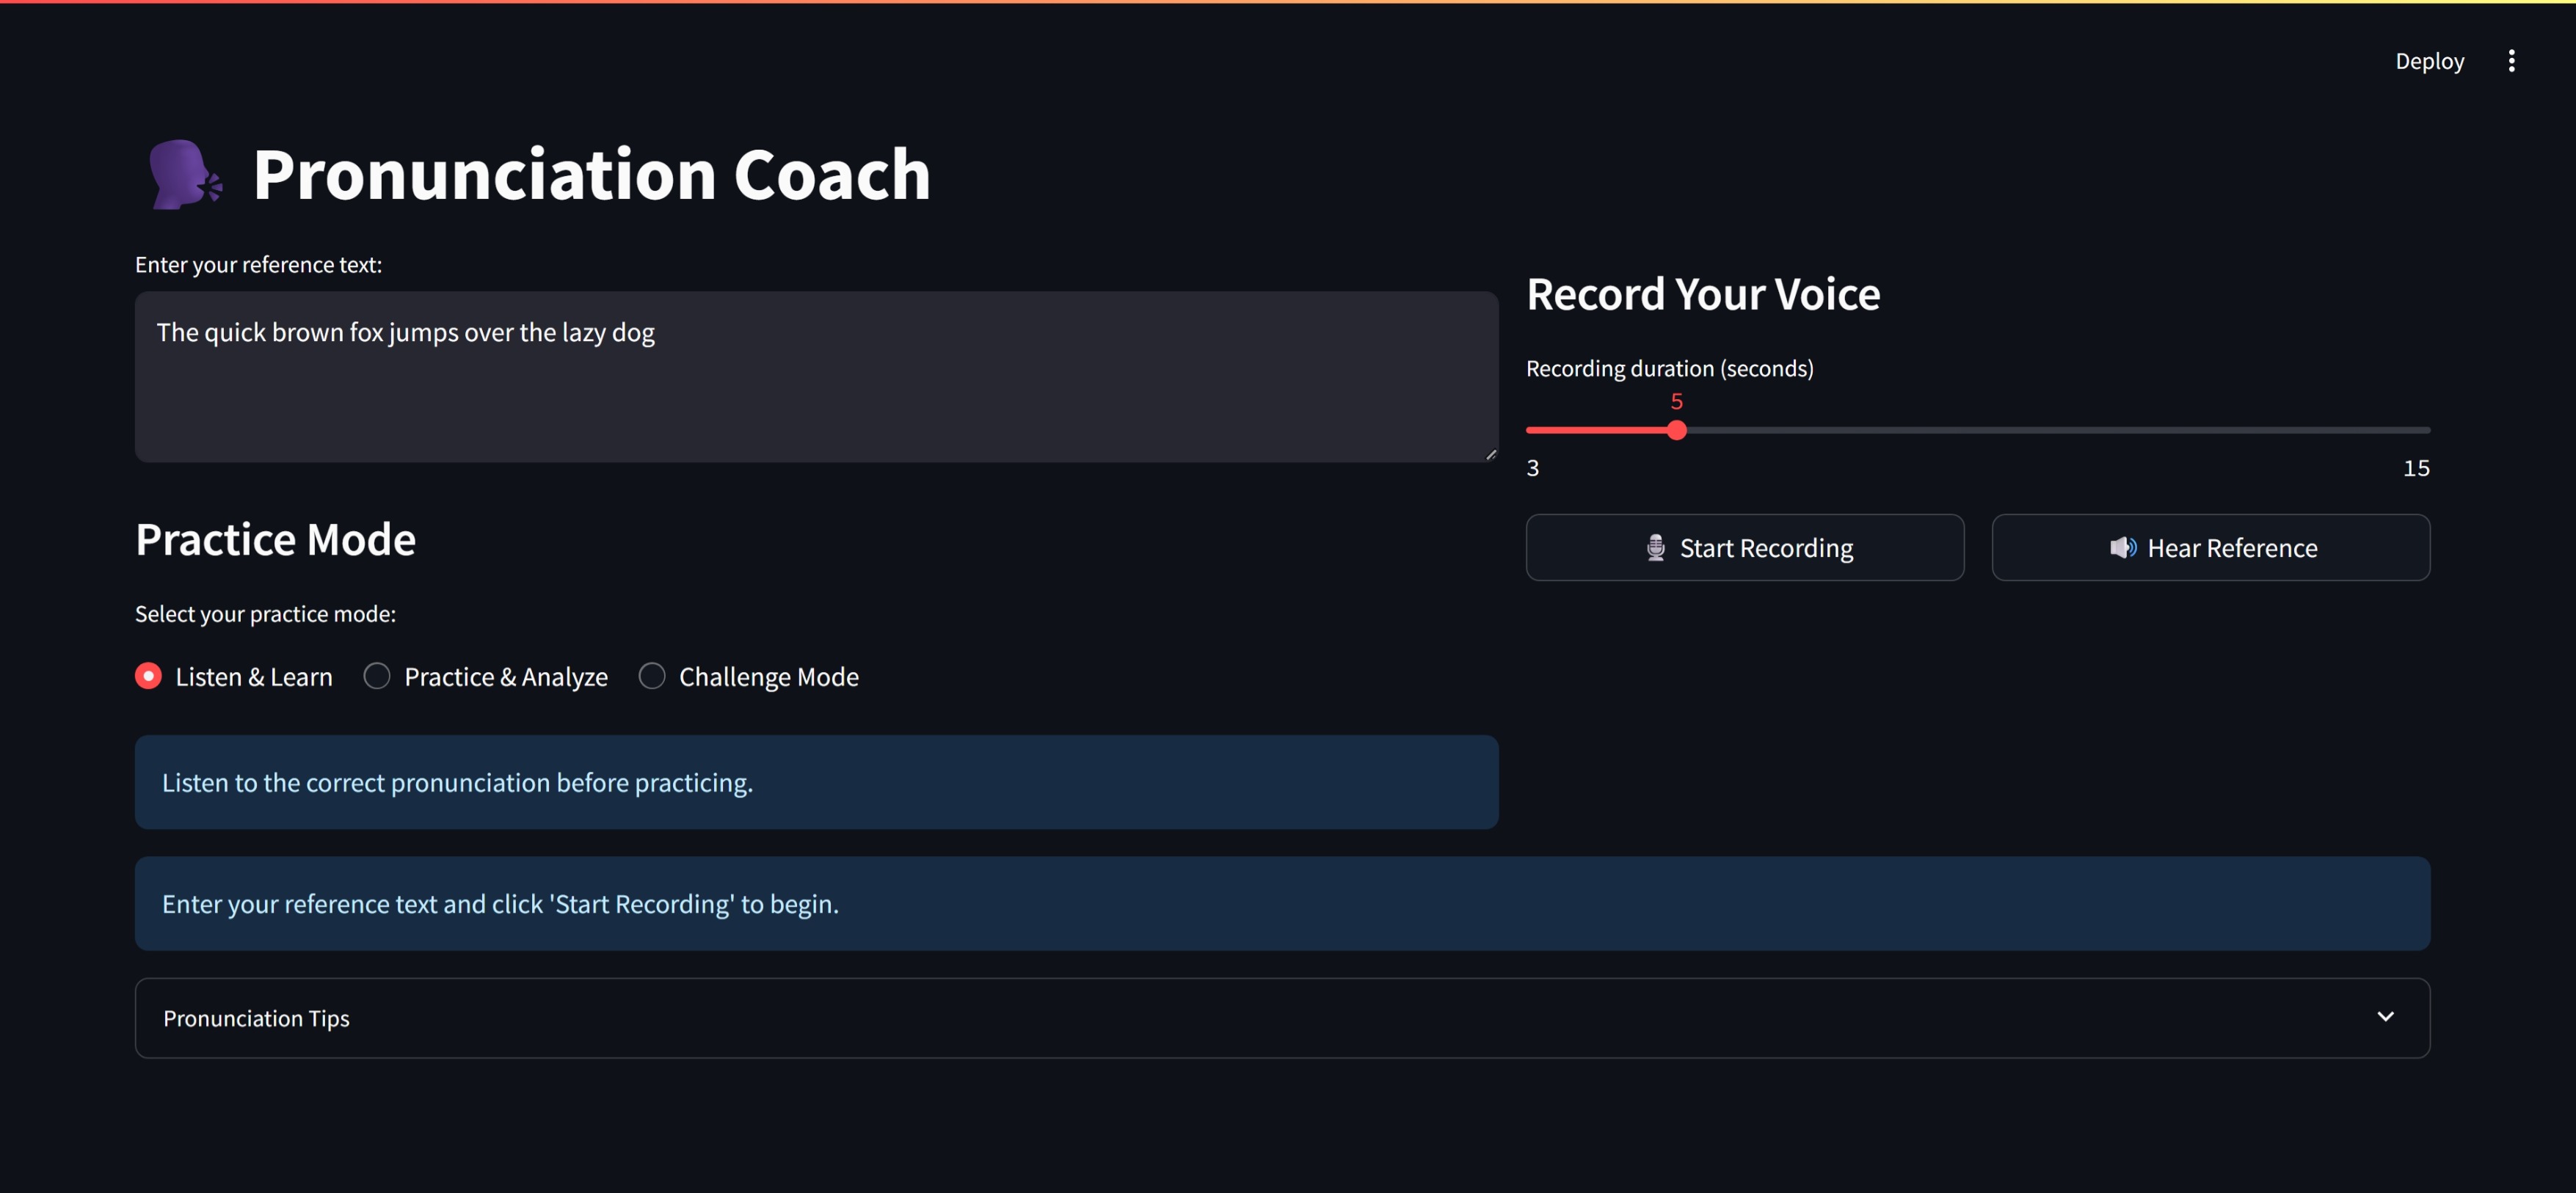 Deploy
Pronunciation Coach
Enter your reference text:
The quick brown fox jumps over the lazy dog
Practice Mode
Select your practice mode:
Listen & Learn Practice & Analyze Challenge Mode
Listen to the correct pronunciation before practicing.
Record Your Voice
Recording duration (seconds)
5
3 15
Start Recording Hear Reference
Enter your reference text and click 'Start Recording' to begin.
Pronunciation Tips